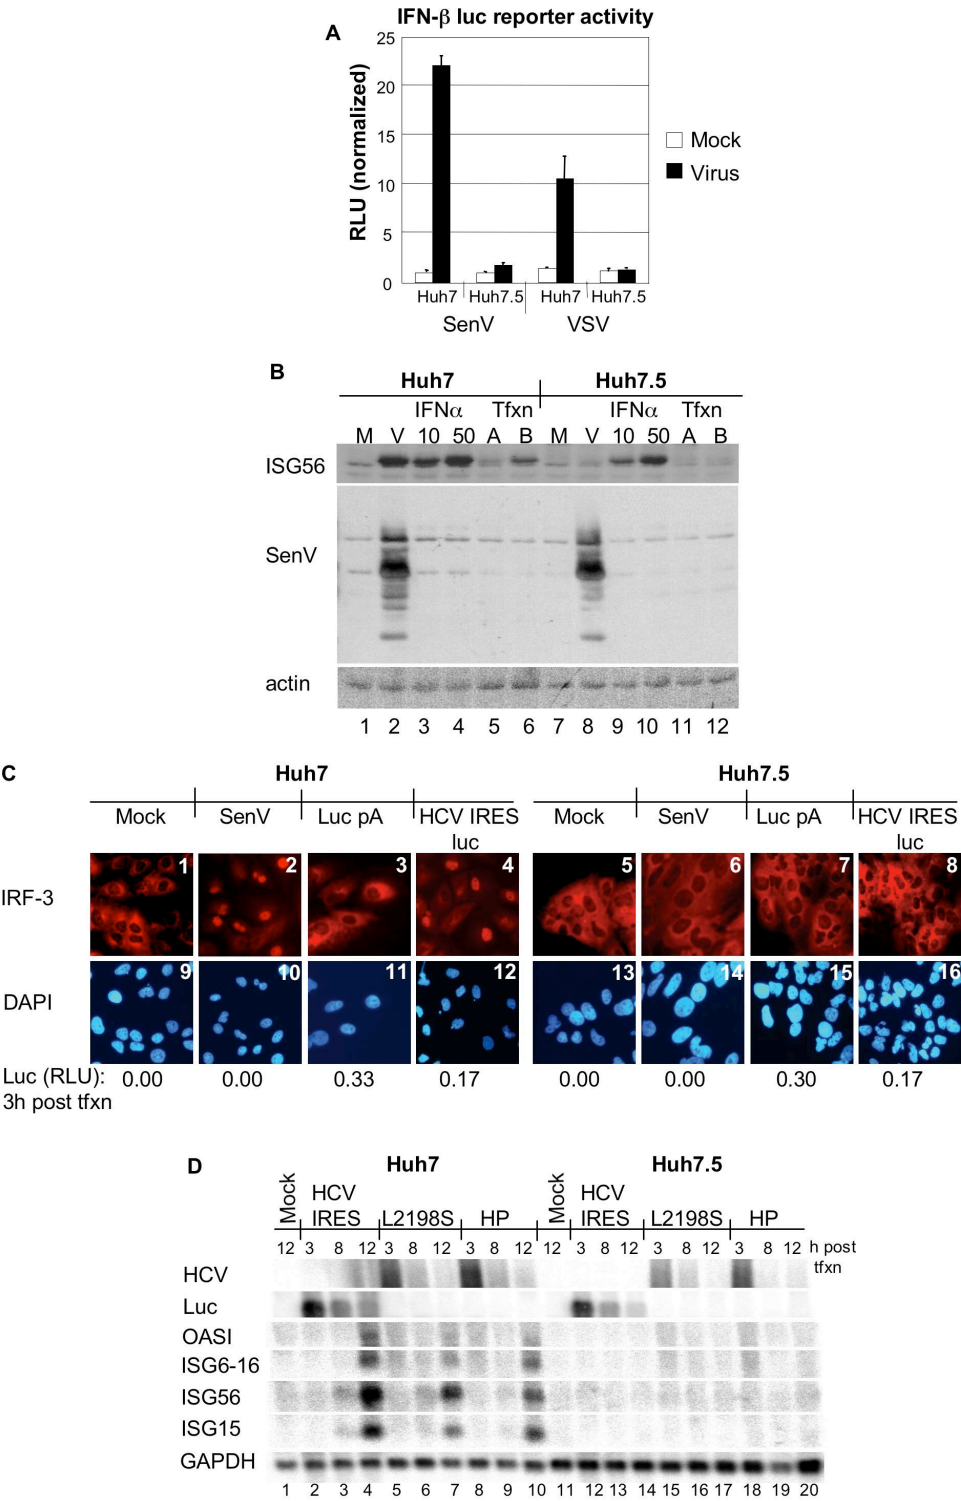 IFN-β luc reporter activity
A
25
20
15
10
5
0
RLU (normalized)
Mock
Virus
Huh7 Huh7.5 Huh7 Huh7.5
SenV VSV
B
Huh7 Huh7.5
IFNα Tfxn IFNα Tfxn
M V 10 50 A B M V 10 50 A B
ISG56
SenV
actin
1 2 3 4 5 6 7 8 9 10 11 12
C
Huh7 Huh7.5
Mock SenV Luc pA HCV IRES luc Mock SenV Luc pA HCV IRES luc
IRF-3
1 2 3 4 5 6 7 8
DAPI
9 10 11 12 13 14 15 16
Luc (RLU): 0.00 0.00 0.33 0.17 0.00 0.00 0.30 0.17
3h post tfxn
D
Huh7 Huh7.5
Mock HCV IRES L2198S HP Mock HCV IRES L2198S HP
12 3 8 12 3 8 12 3 8 12 12 3 8 12 3 8 12 3 8 12 h post tfxn
HCV
Luc
OASI
ISG6-16
ISG56
ISG15
GAPDH
1 2 3 4 5 6 7 8 9 10 11 12 13 14 15 16 17 18 19 20